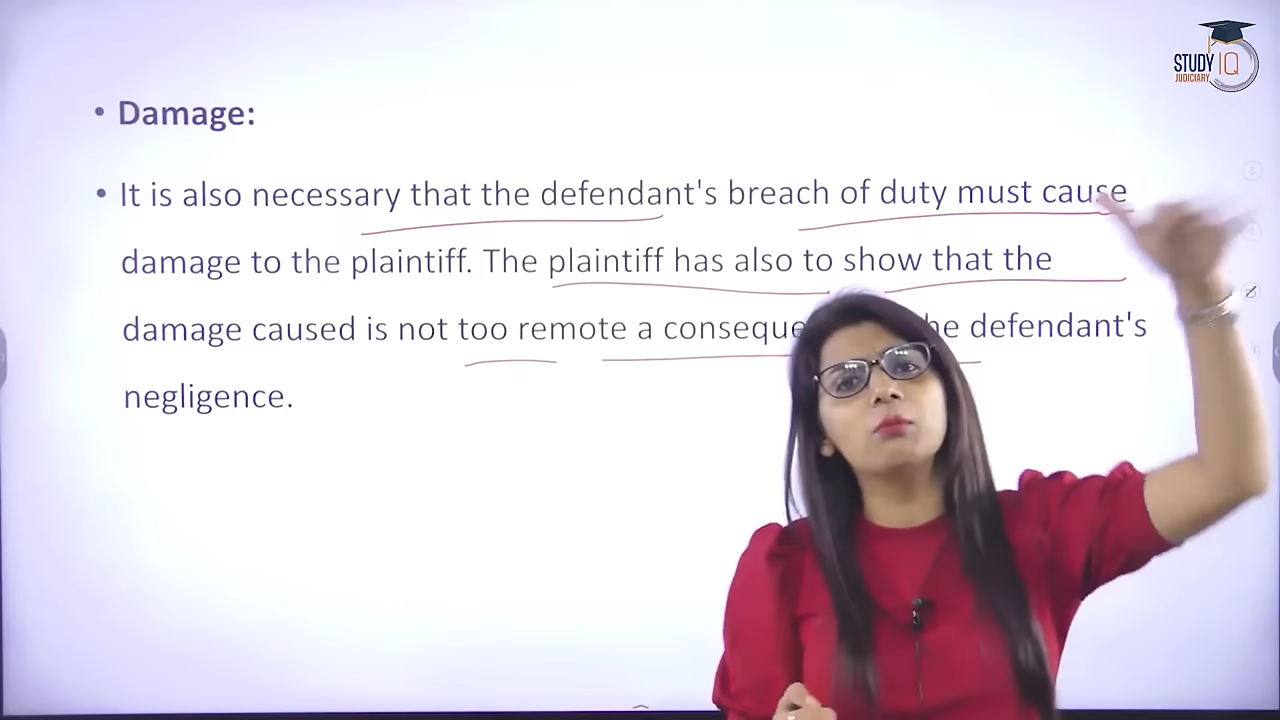 STUDY IQ
JUDICIARY
• Damage:
• It is also necessary that the defendant's breach of duty must cause
damage to the plaintiff. The plaintiff has also to show that the
damage caused is not too remote a conseque he defendant's
negligence.